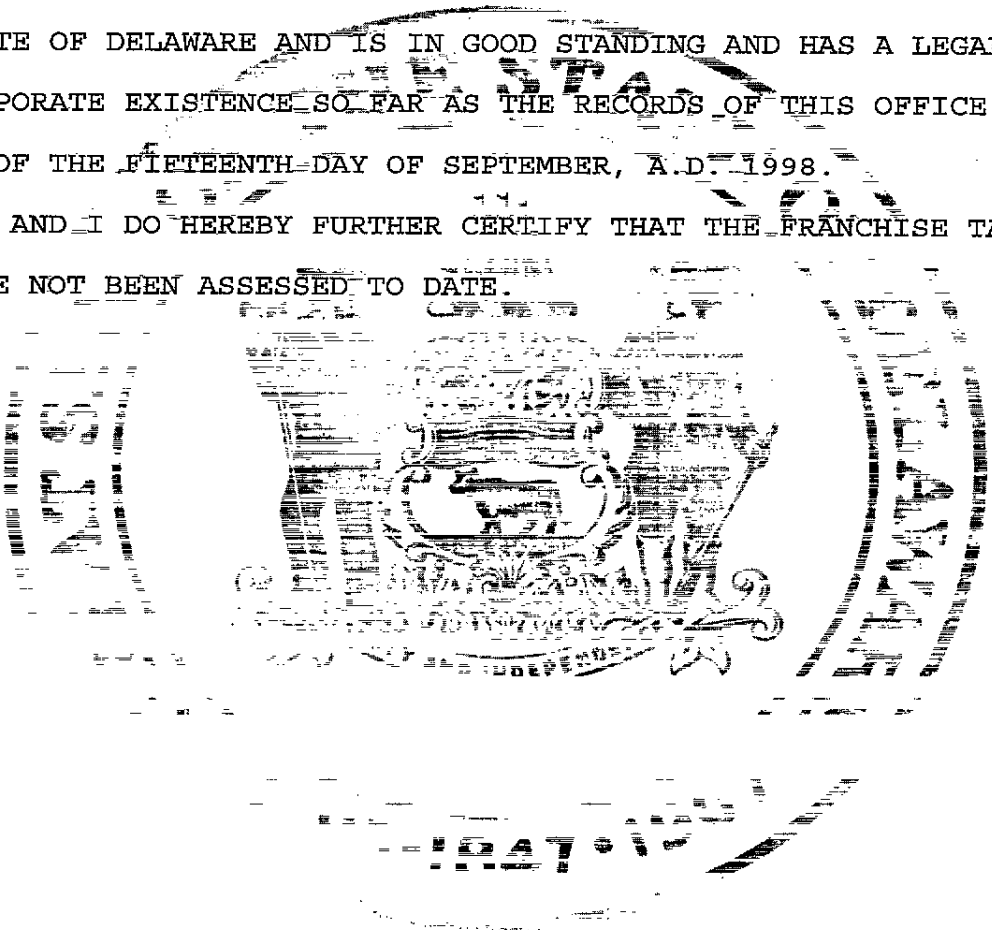 TE OF DELAWARE AND IS IN GOOD STANDING AND HAS A LEGAL
PORATE EXISTENCE SO FAR AS THE RECORDS OF THIS OFFICE
OF THE FIFTEENTH DAY OF SEPTEMBER, A.D. 1998.
AND I DO HEREBY FURTHER CERTIFY THAT THE FRANCHISE TA
E NOT BEEN ASSESSED TO DATE.